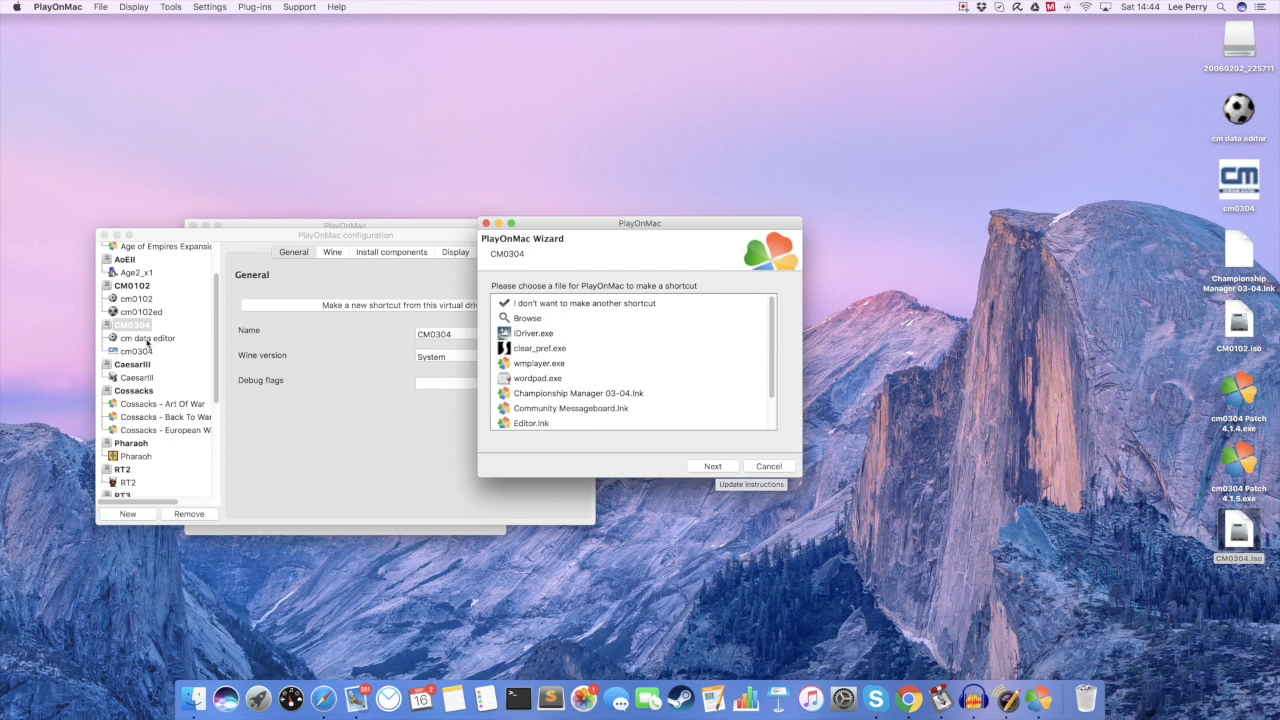 PlayOnMac File Display Tools Settings Plug-ins Support Help
Sat 14:44 Lee Perry
20060202_225711
cm data editor
cm0304
Championship
Manager 03-04.lnk
CM0102.iso
cm0304 Patch
4.1.4.exe
cm0304 Patch
4.1.5.exe
CM0304.iso
PlayOnMac
PlayOnMac configuration
Age of Empires Expansi
AoEII
Age2_x1
CM0102
cm0102
cm0102ed
CM0304
cm data editor
cm0304
CaesarIII
CaesarIII
Cossacks
Cossacks - Art Of War
Cossacks - Back To War
Cossacks - European W
Pharaoh
Pharaoh
RT2
RT2
RT3
New Remove
General Wine Install components Display
General
Make a new shortcut from this virtual driv
Name CM0304
Wine version System
Debug flags
PlayOnMac
PlayOnMac Wizard
CM0304
Please choose a file for PlayOnMac to make a shortcut
I don't want to make another shortcut
Browse
IDriver.exe
clear_pref.exe
wmplayer.exe
wordpad.exe
Championship Manager 03-04.lnk
Community Messageboard.lnk
Editor.lnk
Next Cancel
Update instructions